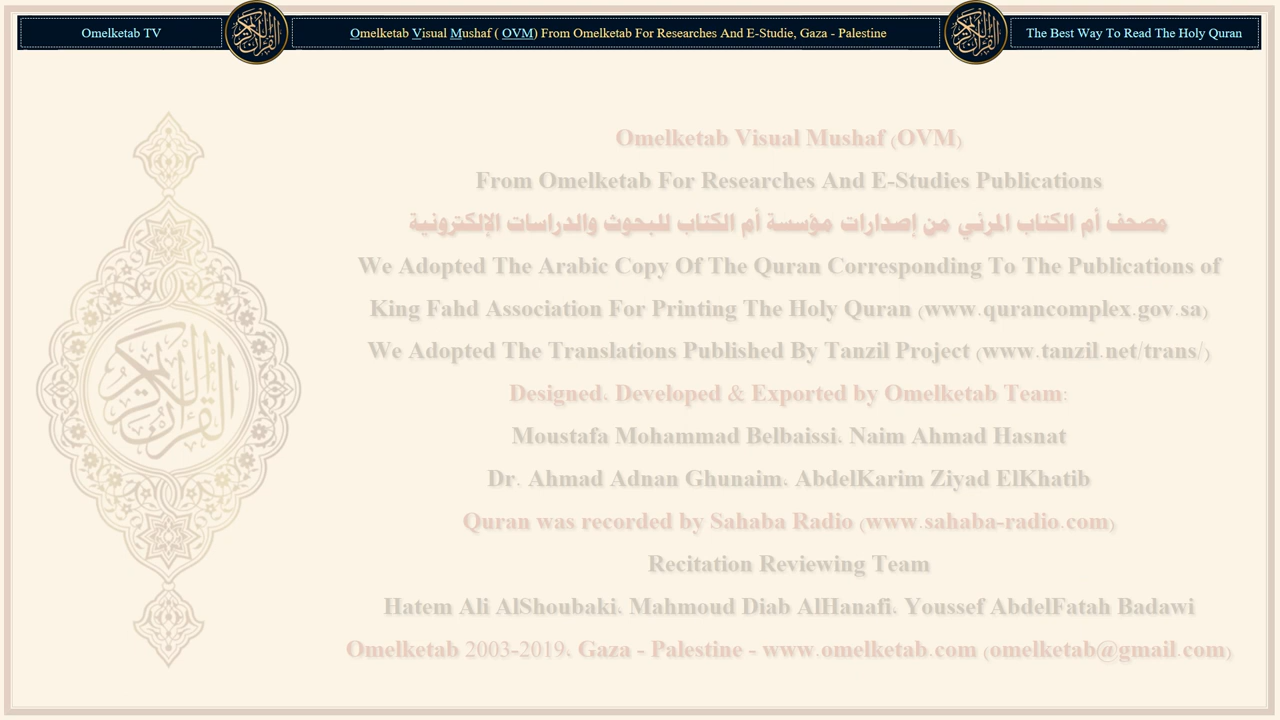 Omelketab TV
Omelketab Visual Mushaf ( OVM) From Omelketab For Researches And E-Studie, Gaza - Palestine
The Best Way To Read The Holy Quran
Omelketab Visual Mushaf (OVM)
From Omelketab For Researches And E-Studies Publications
مصحف أم الكتاب المرئي من إصدارات مؤسسة أم الكتاب للبحوث والدراسات الإلكترونية
We Adopted The Arabic Copy Of The Quran Corresponding To The Publications of
King Fahd Association For Printing The Holy Quran (www.qurancomplex.gov.sa)
We Adopted The Translations Published By Tanzil Project (www.tanzil.net/trans/)
Designed، Developed & Exported by Omelketab Team:
Moustafa Mohammad Belbaissi، Naim Ahmad Hasnat
Dr. Ahmad Adnan Ghunaim، AbdelKarim Ziyad ElKhatib
Quran was recorded by Sahaba Radio (www.sahaba-radio.com)
Recitation Reviewing Team
Hatem Ali AlShoubaki، Mahmoud Diab AlHanafi، Youssef AbdelFatah Badawi
Omelketab 2003-2019، Gaza - Palestine - www.omelketab.com (omelketab@gmail.com)
القرآن الكريم